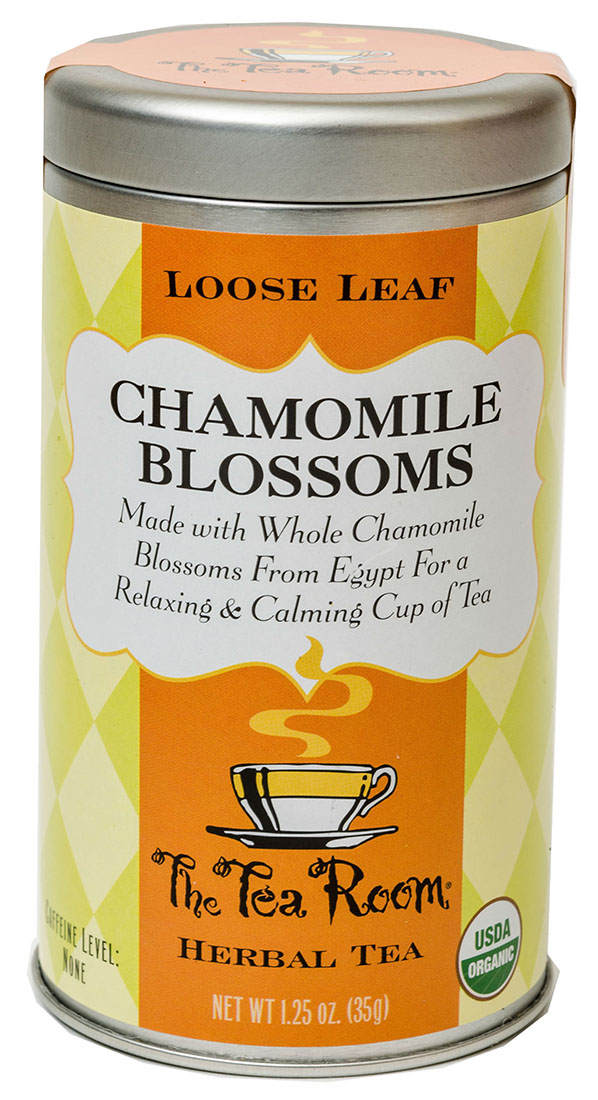 The Tea Room®
LOOSE LEAF
CHAMOMILE
BLOSSOMS
Made with Whole Chamomile
Blossoms From Egypt For a
Relaxing & Calming Cup of Tea
The Tea Room®
HERBAL TEA
CAFFEINE LEVEL:
NONE
USDA
ORGANIC
NET WT 1.25 oz. (35g)